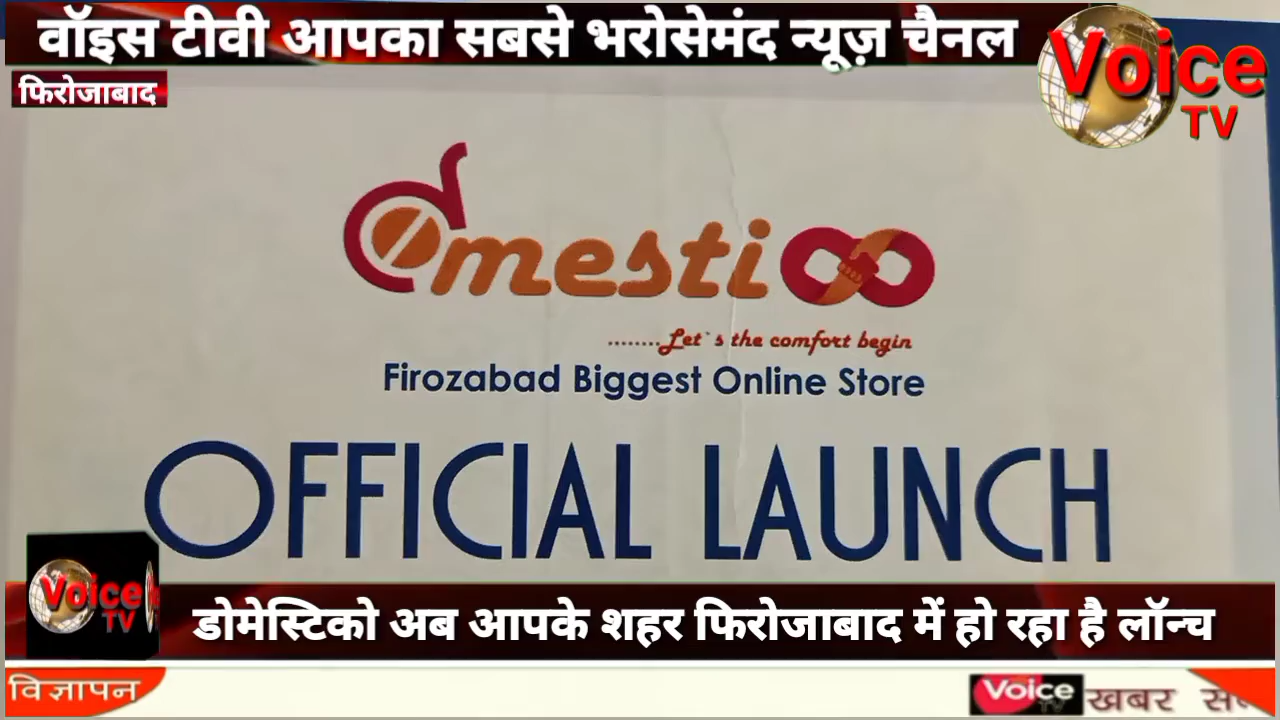 वॉइस टीवी आपका सबसे भरोसेमंद न्यूज़ चैनल
Voice TV
फिरोजाबाद
domestico
........Let`s the comfort begin
Firozabad Biggest Online Store
OFFICIAL LAUNCH
Voice TV
डोमेस्टिको अब आपके शहर फिरोजाबाद में हो रहा है लॉन्च
विज्ञापन
Voice TV खबर